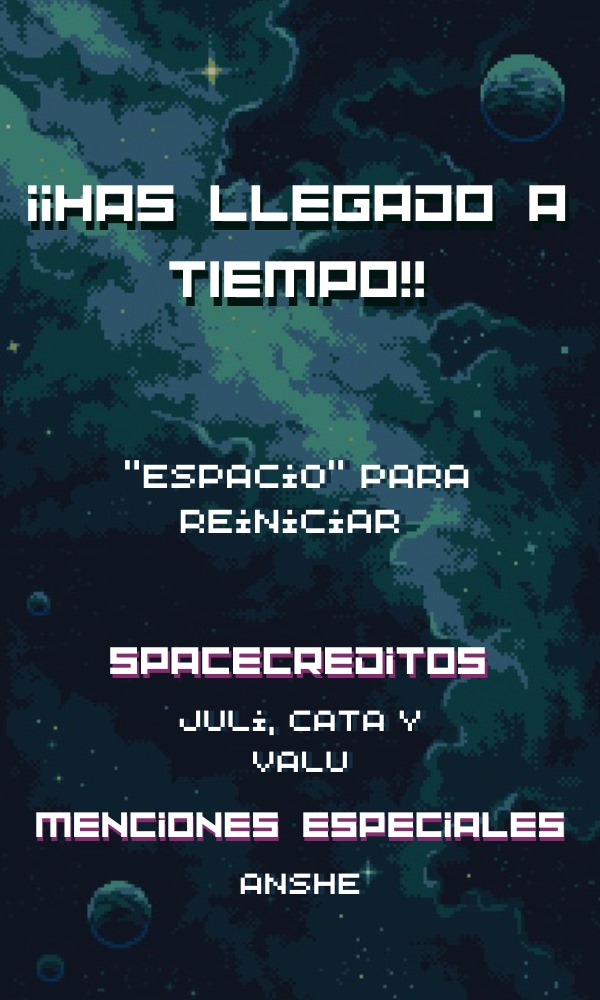 ¡¡HAS LLEGADO A
TIEMPO!!
"ESPACiO" PARA
REiNiCiAR
SPACECREDiTOS
JULi, CATA Y
VALU
MENCiONES ESPECiALES
ANSHE